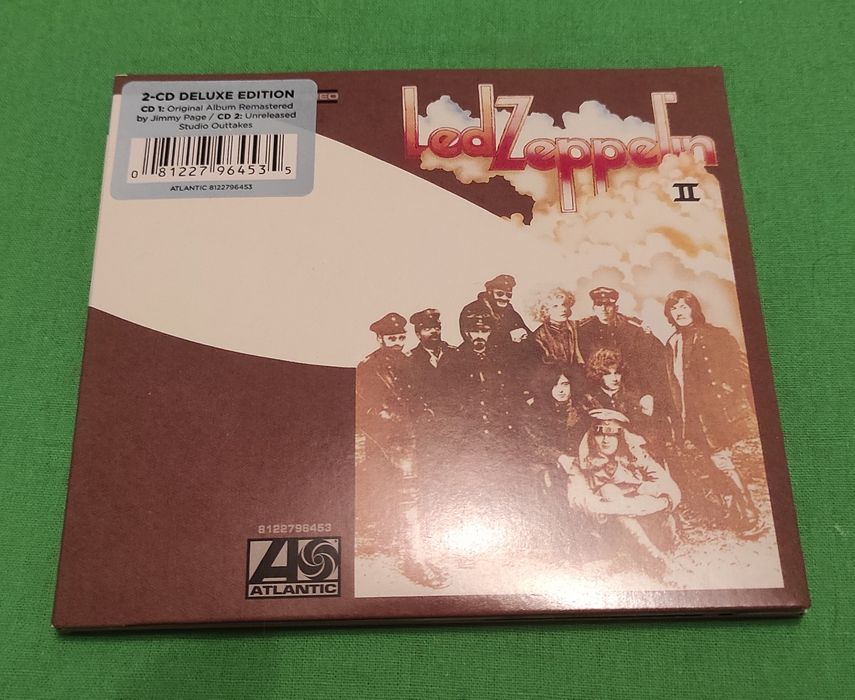 2-CD DELUXE EDITION
CD 1: Original Album Remastered
by Jimmy Page / CD 2: Unreleased
Studio Outtakes
0 81227 96453 5
ATLANTIC 8122796453
Led Zeppelin
II
8122796453
ATLANTIC